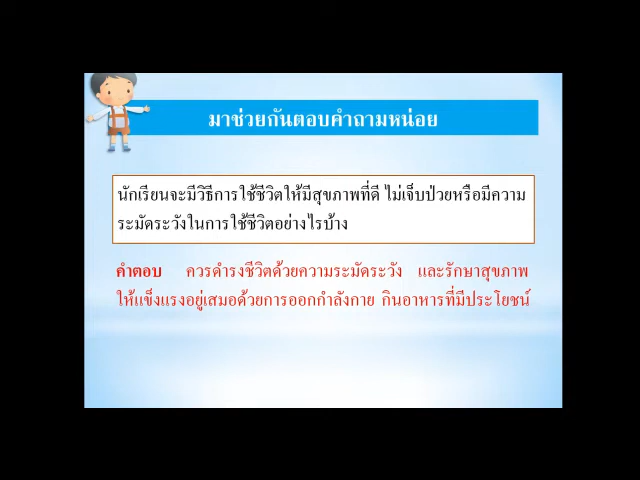 มาช่วยกันตอบคำถามหน่อย
นักเรียนจะมีวิธีการใช้ชีวิตให้มีสุขภาพที่ดี ไม่เจ็บป่วยหรือมีความ
ระมัดระวังในการใช้ชีวิตอย่างไรบ้าง
คำตอบ ควรดำรงชีวิตด้วยความระมัดระวัง และรักษาสุขภาพ
ให้แข็งแรงอยู่เสมอด้วยการออกกำลังกาย กินอาหารที่มีประโยชน์